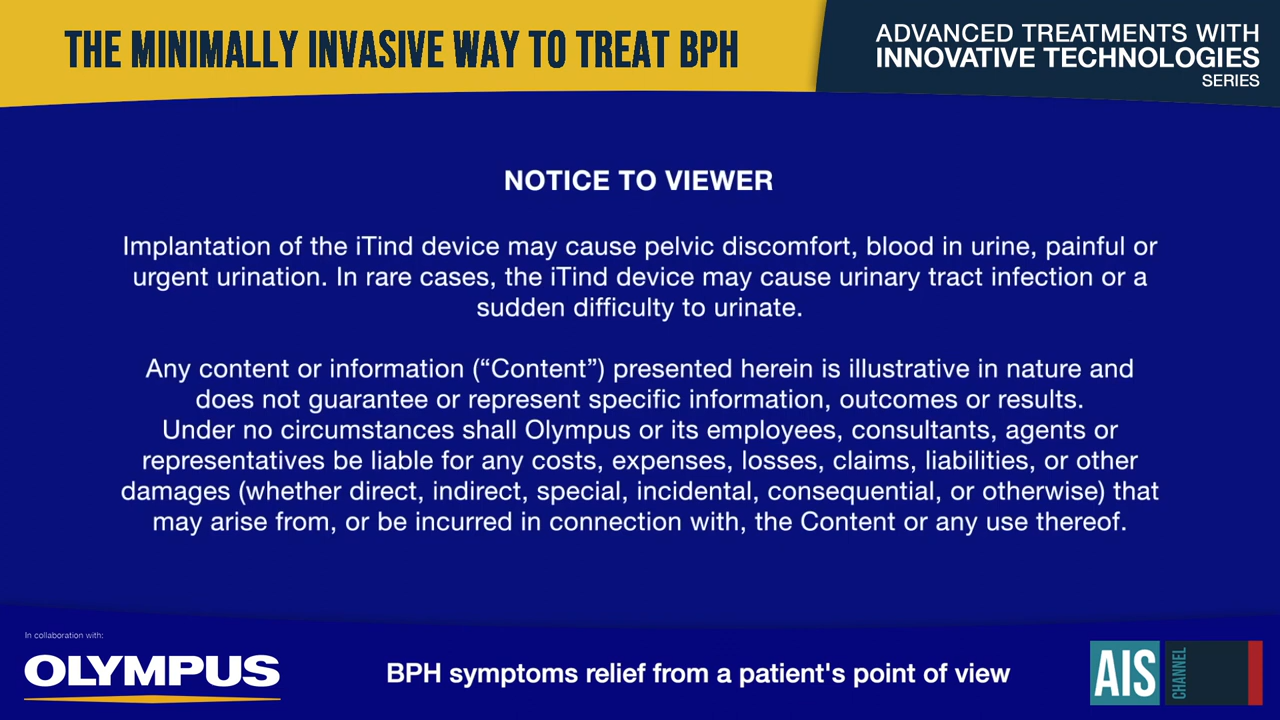 THE MINIMALLY INVASIVE WAY TO TREAT BPH
ADVANCED TREATMENTS WITH
INNOVATIVE TECHNOLOGIES
SERIES
NOTICE TO VIEWER
Implantation of the iTind device may cause pelvic discomfort, blood in urine, painful or
urgent urination. In rare cases, the iTind device may cause urinary tract infection or a
sudden difficulty to urinate.
Any content or information (“Content”) presented herein is illustrative in nature and
does not guarantee or represent specific information, outcomes or results.
Under no circumstances shall Olympus or its employees, consultants, agents or
representatives be liable for any costs, expenses, losses, claims, liabilities, or other
damages (whether direct, indirect, special, incidental, consequential, or otherwise) that
may arise from, or be incurred in connection with, the Content or any use thereof.
In collaboration with:
OLYMPUS
BPH symptoms relief from a patient's point of view
AIS
CHANNEL